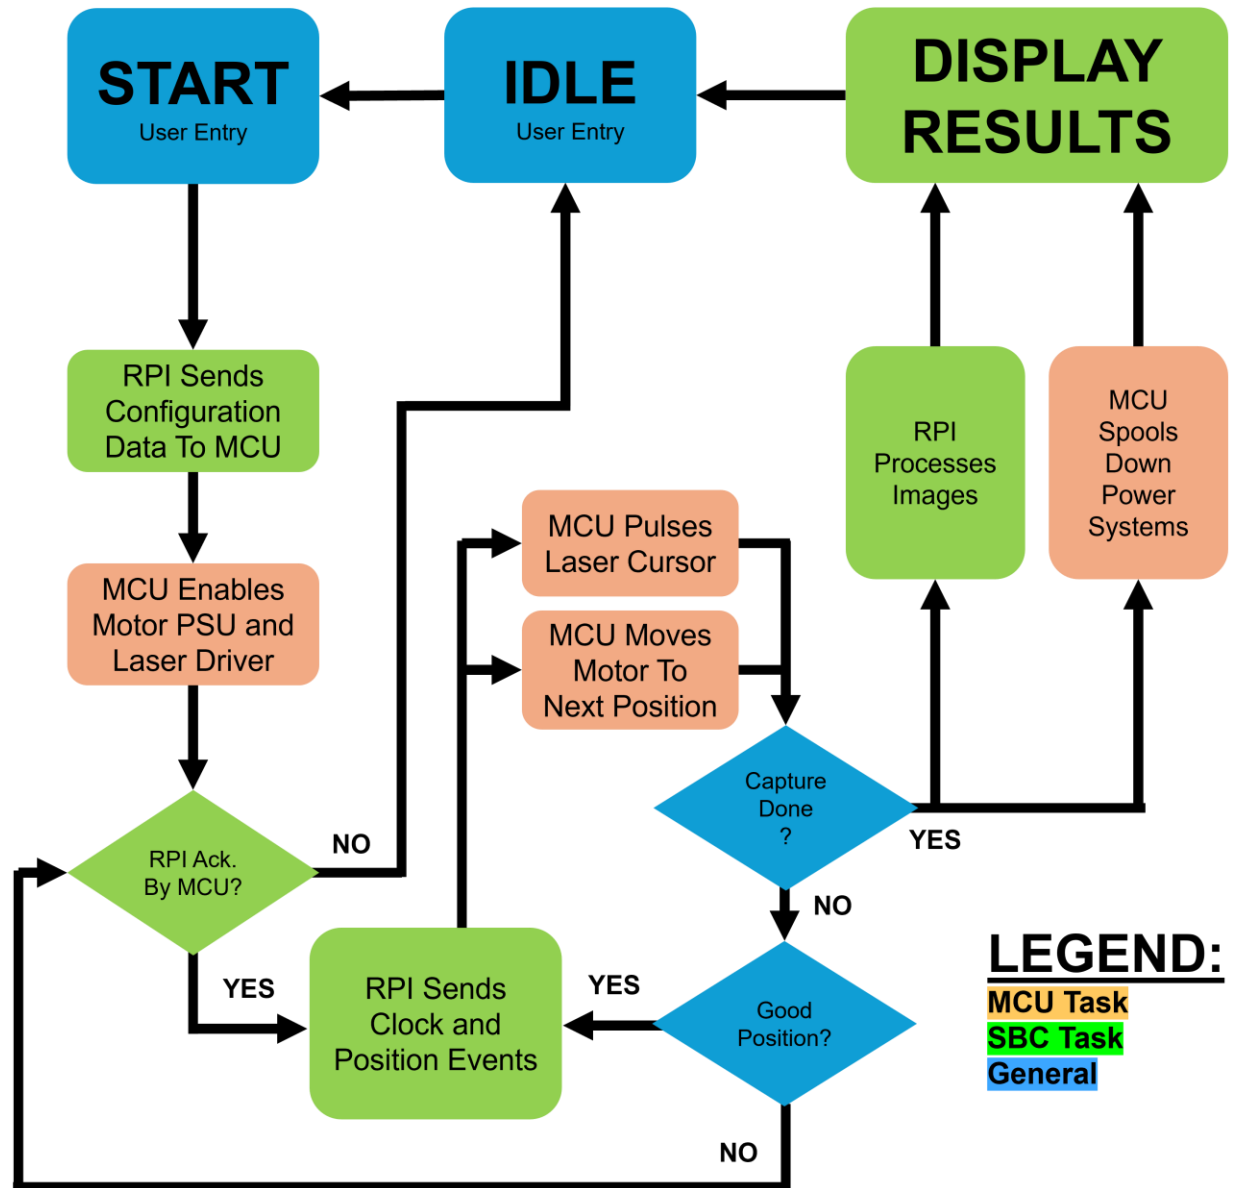 START
User Entry
IDLE
User Entry
DISPLAY
RESULTS
RPI Sends
Configuration
Data To MCU
MCU Enables
Motor PSU and
Laser Driver
RPI Ack.
By MCU?
NO
YES
RPI Sends
Clock and
Position Events
MCU Pulses
Laser Cursor
MCU Moves
Motor To
Next Position
Capture
Done
?
YES
NO
Good
Position?
YES
NO
RPI
Processes
Images
MCU
Spools
Down
Power
Systems
LEGEND:
MCU Task
SBC Task
General